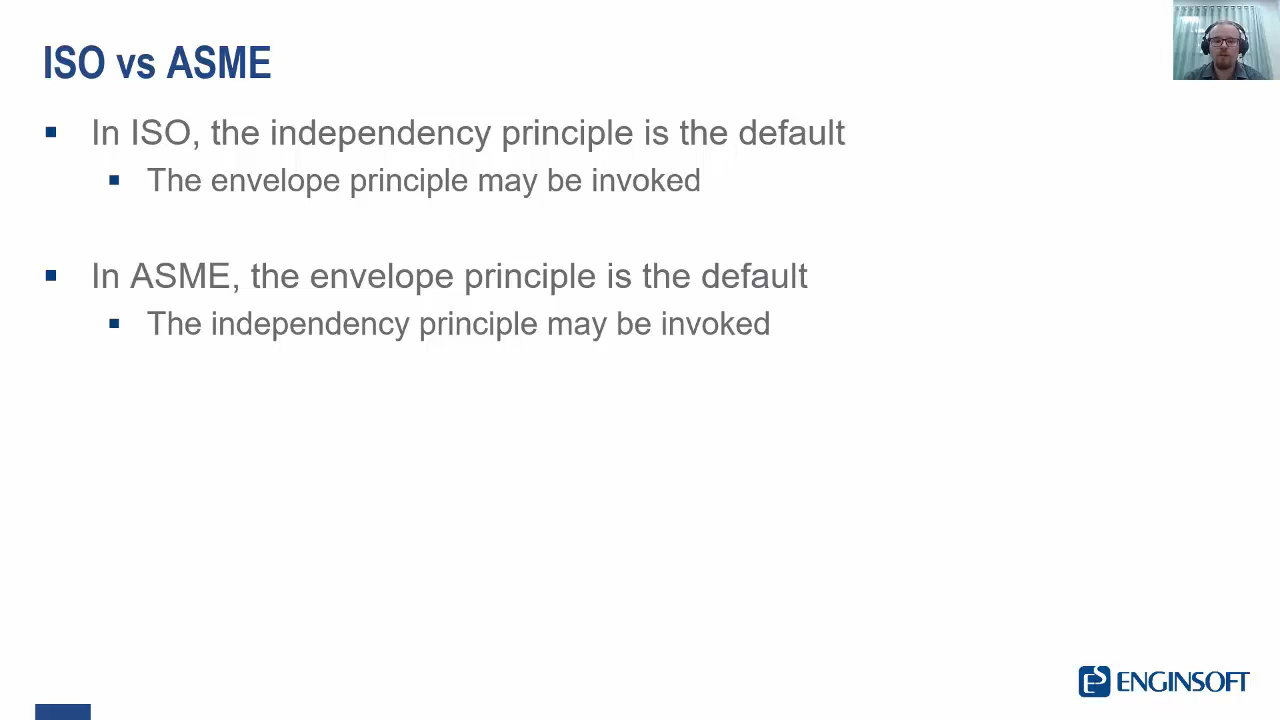 ISO vs ASME
In ISO, the independency principle is the default
The envelope principle may be invoked
In ASME, the envelope principle is the default
The independency principle may be invoked
ENGINSOFT